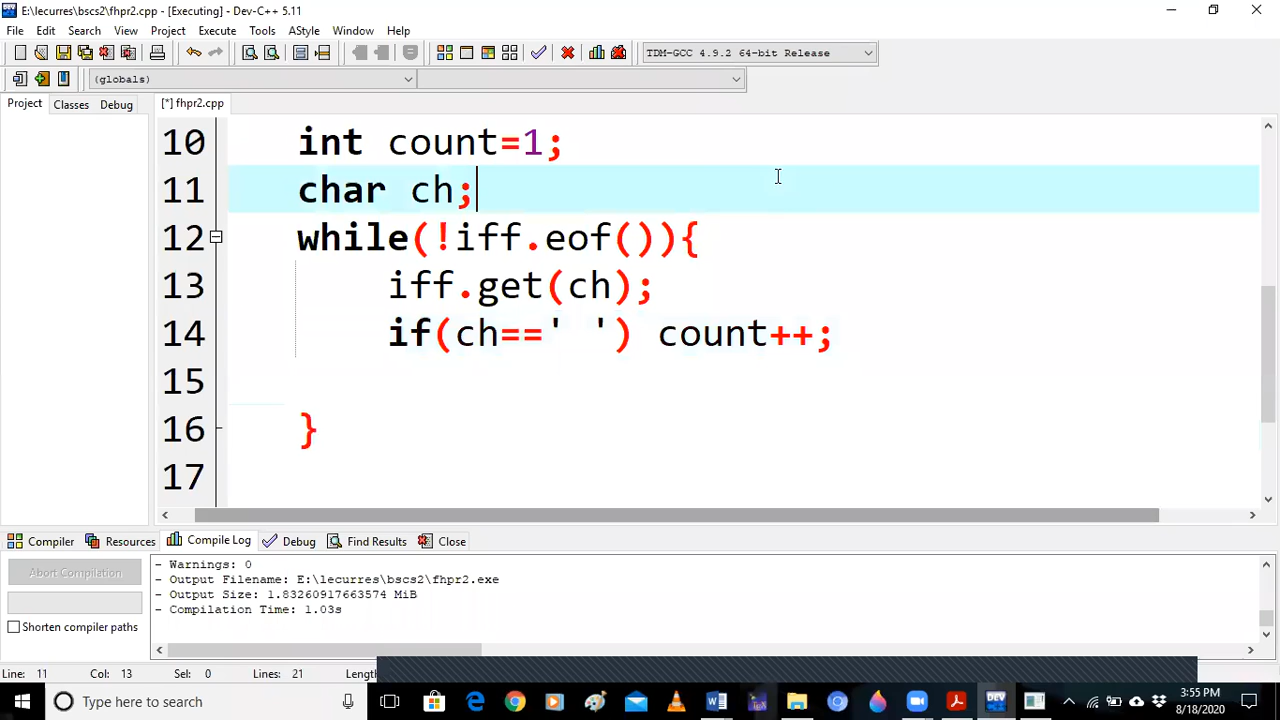 E:\lecurres\bscs2\fhpr2.cpp - [Executing] - Dev-C++ 5.11
File Edit Search View Project Execute Tools AStyle Window Help
TDM-GCC 4.9.2 64-bit Release
(globals)
Project Classes Debug [*] fhpr2.cpp
10 int count=1;
11 char ch;
12 while(!iff.eof()){
13 iff.get(ch);
14 if(ch==' ') count++;
15
16 }
17
Compiler Resources Compile Log Debug Find Results Close
Abort Compilation
Shorten compiler paths
- Warnings: 0
- Output Filename: E:\lecurres\bscs2\fhpr2.exe
- Output Size: 1.83260917663574 MiB
- Compilation Time: 1.03s
Line: 11 Col: 13 Sel: 0 Lines: 21 Length
Type here to search
DEV
3:55 PM
8/18/2020